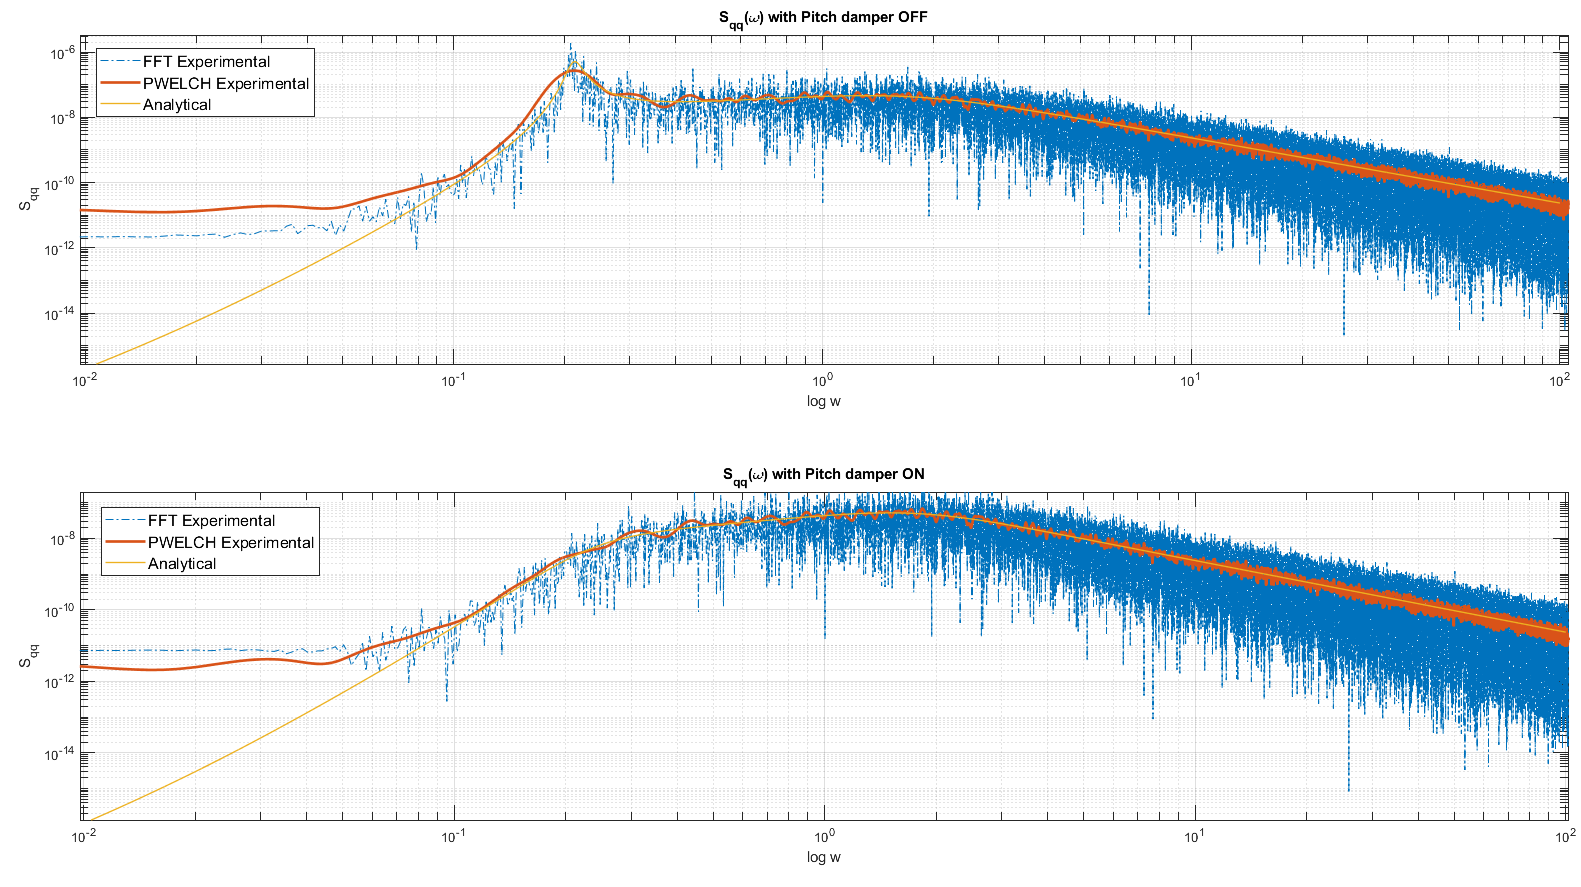 S_qq(ω) with Pitch damper OFF
FFT Experimental
PWELCH Experimental
Analytical
10^-6
10^-8
10^-10
10^-12
10^-14
S_qq
10^-2 10^-1 10^0 10^1 10^2
log w
S_qq(ω) with Pitch damper ON
FFT Experimental
PWELCH Experimental
Analytical
10^-8
10^-10
10^-12
10^-14
S_qq
10^-2 10^-1 10^0 10^1 10^2
log w